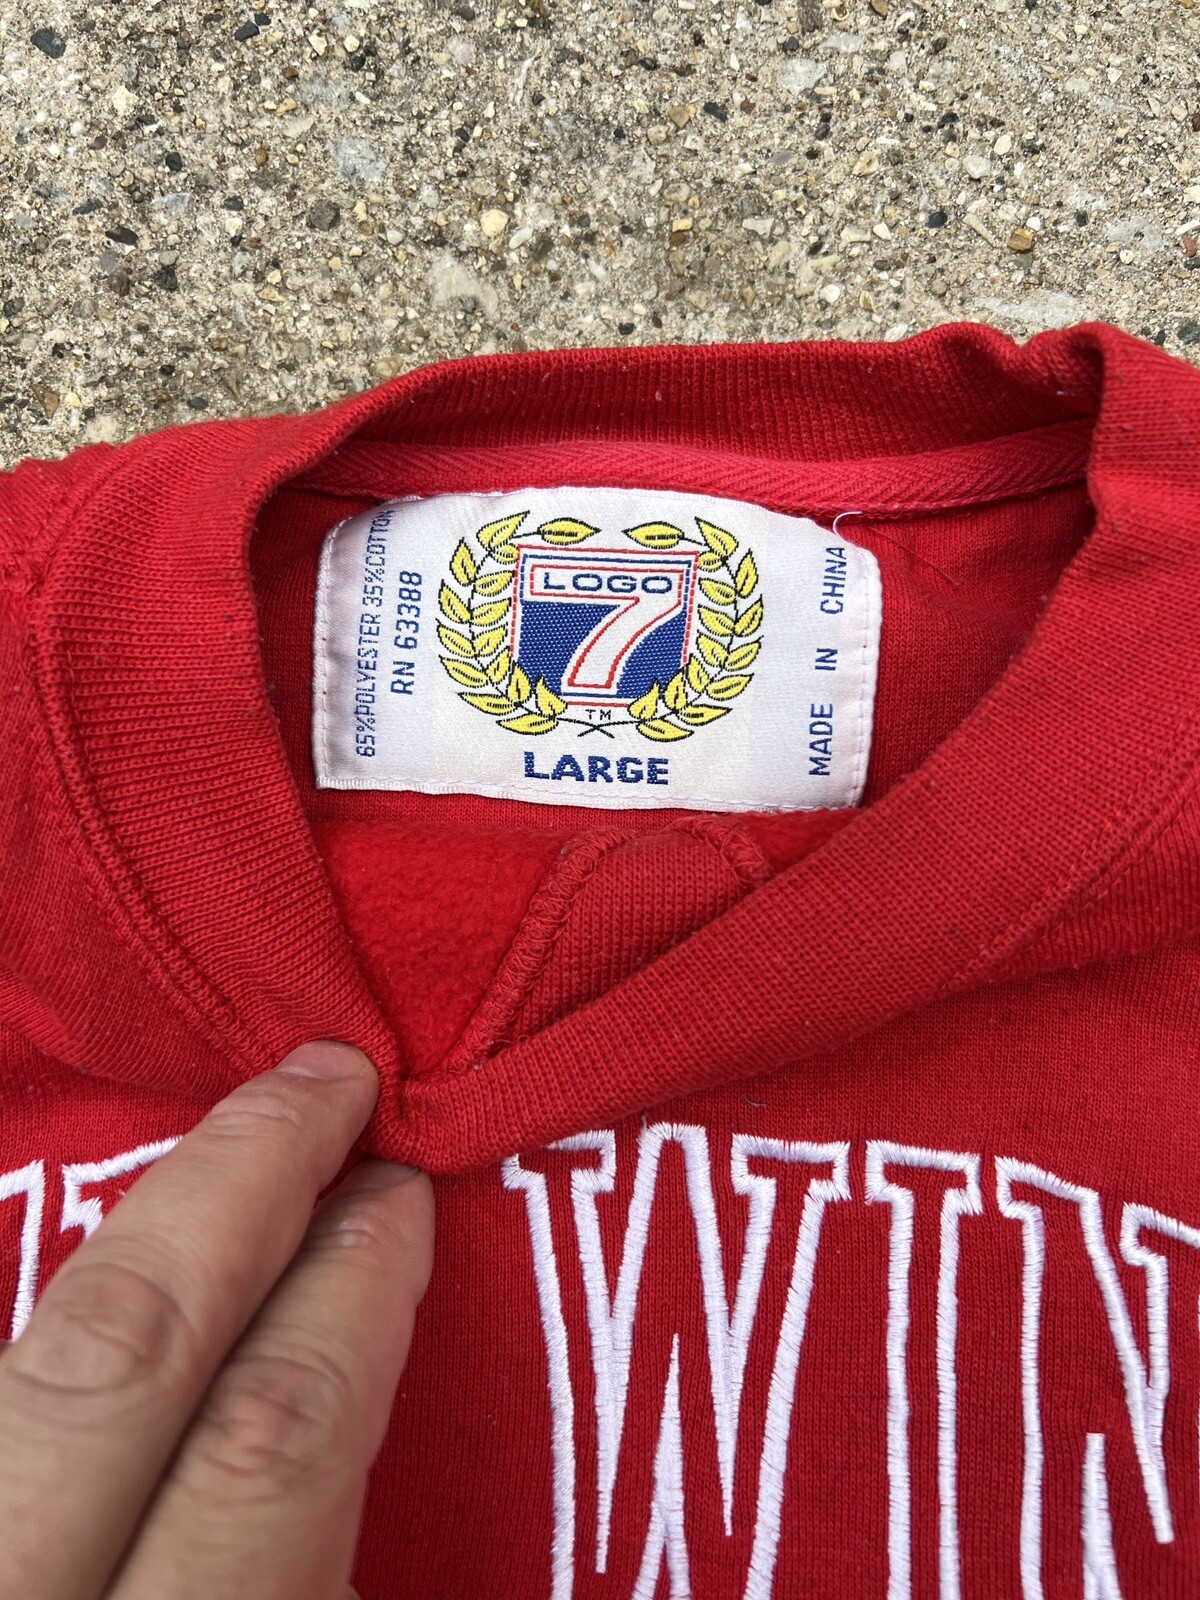 65%POLYESTER 35%COTTON
RN 63388
LOGO
7
TM
LARGE
MADE IN CHINA
WIN